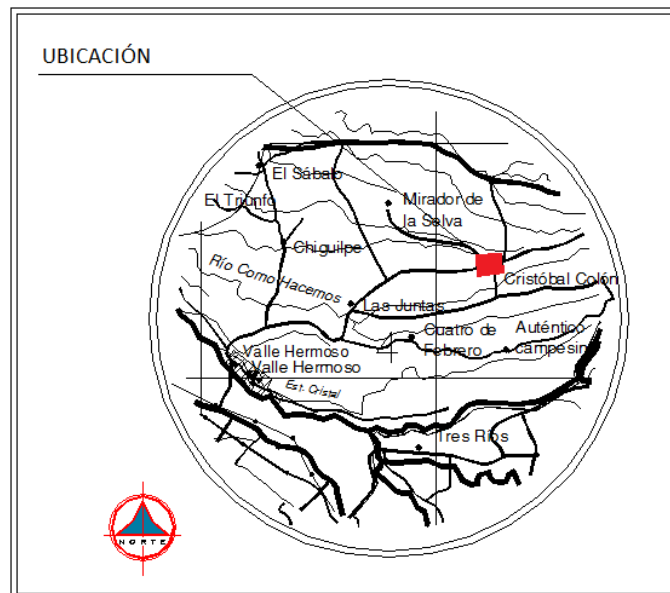 UBICACIÓN
El Sábalo
El Triunfo
Mirador de
la Selva
Chiguilpe
Río Como Hacemos
Cristóbal Colón
Las Juntas
Cuatro de
Febrero
Auténtico
campesin
Valle Hermoso
Valle Hermoso
Est. Cristal
Tres Ríos
NORTE